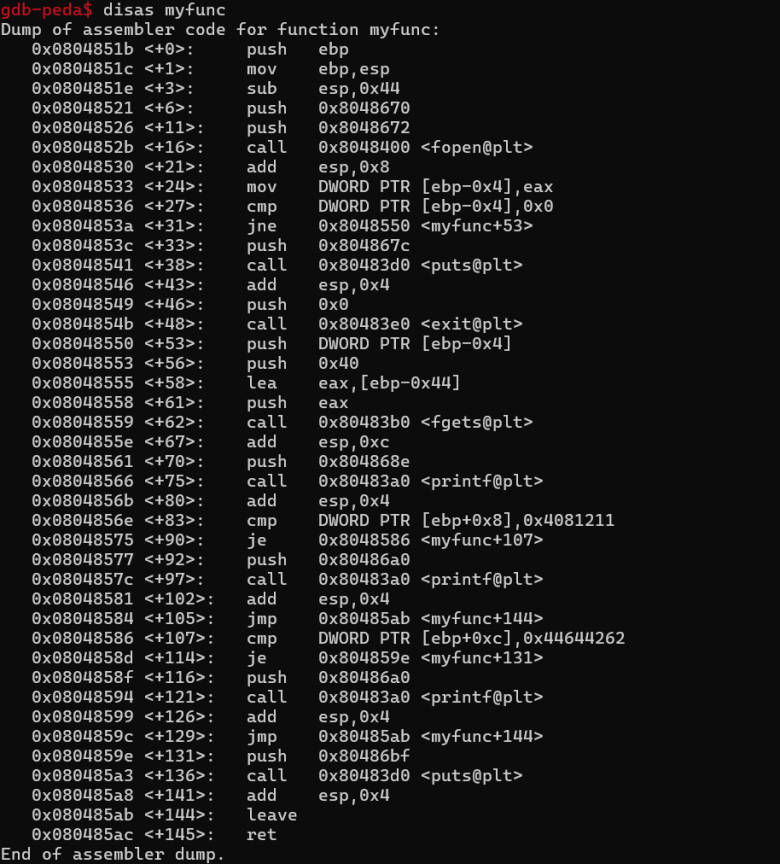 gdb-peda$ disas myfunc
Dump of assembler code for function myfunc:
   0x0804851b <+0>:     push   ebp
   0x0804851c <+1>:     mov    ebp,esp
   0x0804851e <+3>:     sub    esp,0x44
   0x08048521 <+6>:     push   0x8048670
   0x08048526 <+11>:    push   0x8048672
   0x0804852b <+16>:    call   0x8048400 <fopen@plt>
   0x08048530 <+21>:    add    esp,0x8
   0x08048533 <+24>:    mov    DWORD PTR [ebp-0x4],eax
   0x08048536 <+27>:    cmp    DWORD PTR [ebp-0x4],0x0
   0x0804853a <+31>:    jne    0x8048550 <myfunc+53>
   0x0804853c <+33>:    push   0x804867c
   0x08048541 <+38>:    call   0x80483d0 <puts@plt>
   0x08048546 <+43>:    add    esp,0x4
   0x08048549 <+46>:    push   0x0
   0x0804854b <+48>:    call   0x80483e0 <exit@plt>
   0x08048550 <+53>:    push   DWORD PTR [ebp-0x4]
   0x08048553 <+56>:    push   0x40
   0x08048555 <+58>:    lea    eax,[ebp-0x44]
   0x08048558 <+61>:    push   eax
   0x08048559 <+62>:    call   0x80483b0 <fgets@plt>
   0x0804855e <+67>:    add    esp,0xc
   0x08048561 <+70>:    push   0x804868e
   0x08048566 <+75>:    call   0x80483a0 <printf@plt>
   0x0804856b <+80>:    add    esp,0x4
   0x0804856e <+83>:    cmp    DWORD PTR [ebp+0x8],0x4081211
   0x08048575 <+90>:    je     0x8048586 <myfunc+107>
   0x08048577 <+92>:    push   0x80486a0
   0x0804857c <+97>:    call   0x80483a0 <printf@plt>
   0x08048581 <+102>:   add    esp,0x4
   0x08048584 <+105>:   jmp    0x80485ab <myfunc+144>
   0x08048586 <+107>:   cmp    DWORD PTR [ebp+0xc],0x44644262
   0x0804858d <+114>:   je     0x804859e <myfunc+131>
   0x0804858f <+116>:   push   0x80486a0
   0x08048594 <+121>:   call   0x80483a0 <printf@plt>
   0x08048599 <+126>:   add    esp,0x4
   0x0804859c <+129>:   jmp    0x80485ab <myfunc+144>
   0x0804859e <+131>:   push   0x80486bf
   0x080485a3 <+136>:   call   0x80483d0 <puts@plt>
   0x080485a8 <+141>:   add    esp,0x4
   0x080485ab <+144>:   leave
   0x080485ac <+145>:   ret
End of assembler dump.